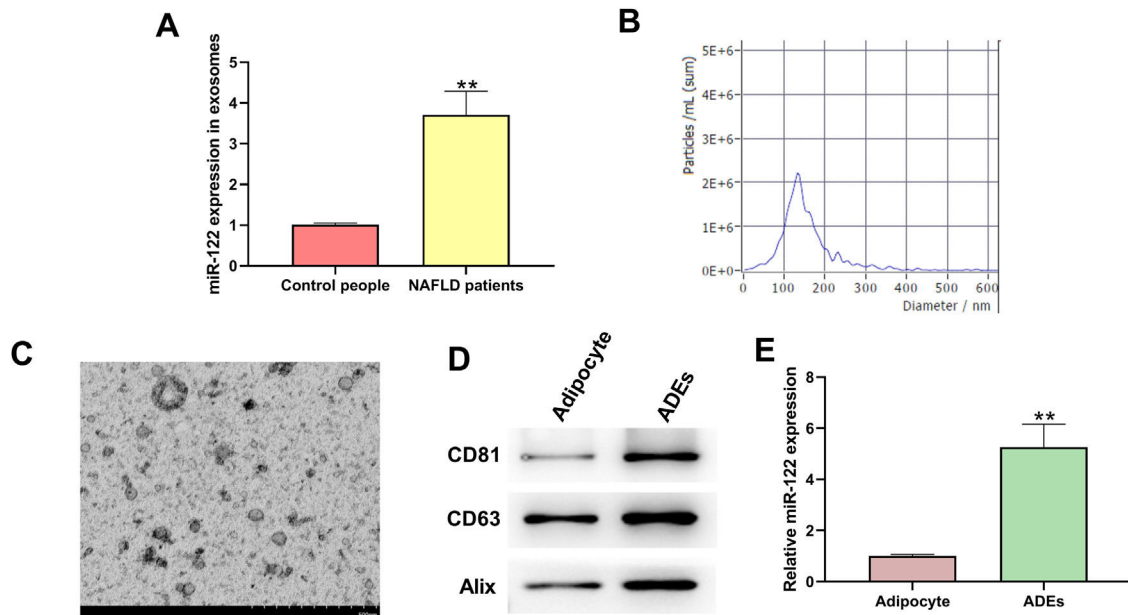 A
miR-122 expression in exosomes
5
4
3
2
1
0
**
Control people
NAFLD patients
B
Particles /mL (sum)
5E+6
4E+6
3E+6
2E+6
1E+6
0E+0
0 100 200 300 400 500 600
Diameter / nm
C
500nm
D
Adipocyte
ADEs
CD81
CD63
Alix
E
Relative miR-122 expression
8
6
4
2
0
**
Adipocyte
ADEs